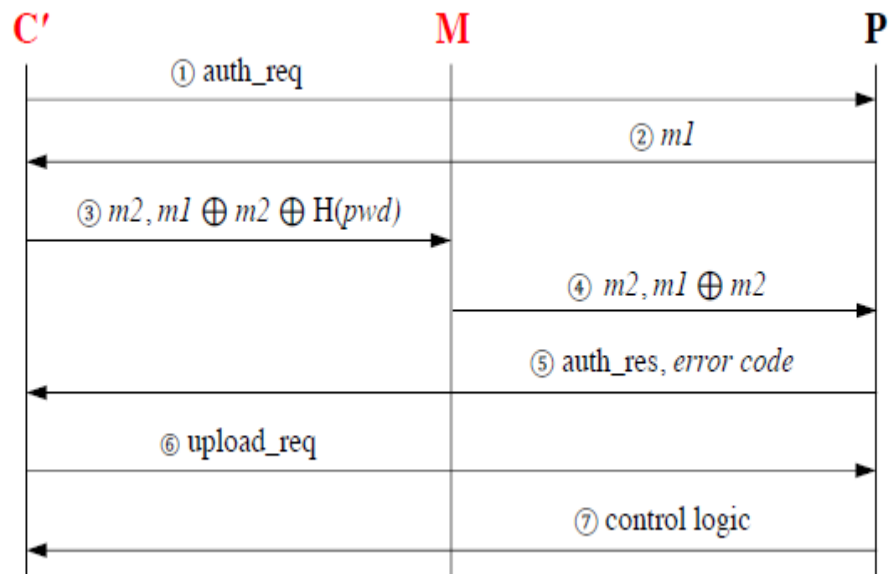 C′ M P
① auth_req
② m1
③ m2, m1 ⊕ m2 ⊕ H(pwd)
④ m2, m1 ⊕ m2
⑤ auth_res, error code
⑥ upload_req
⑦ control logic